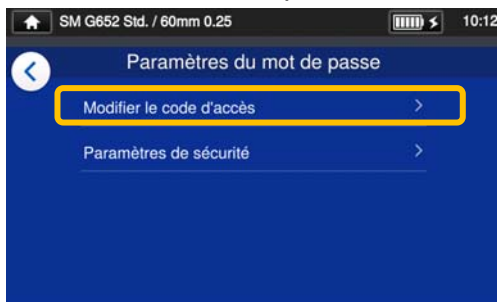 SM G652 Std. / 60mm 0.25 10:12
Paramètres du mot de passe
Modifier le code d'accès
Paramètres de sécurité